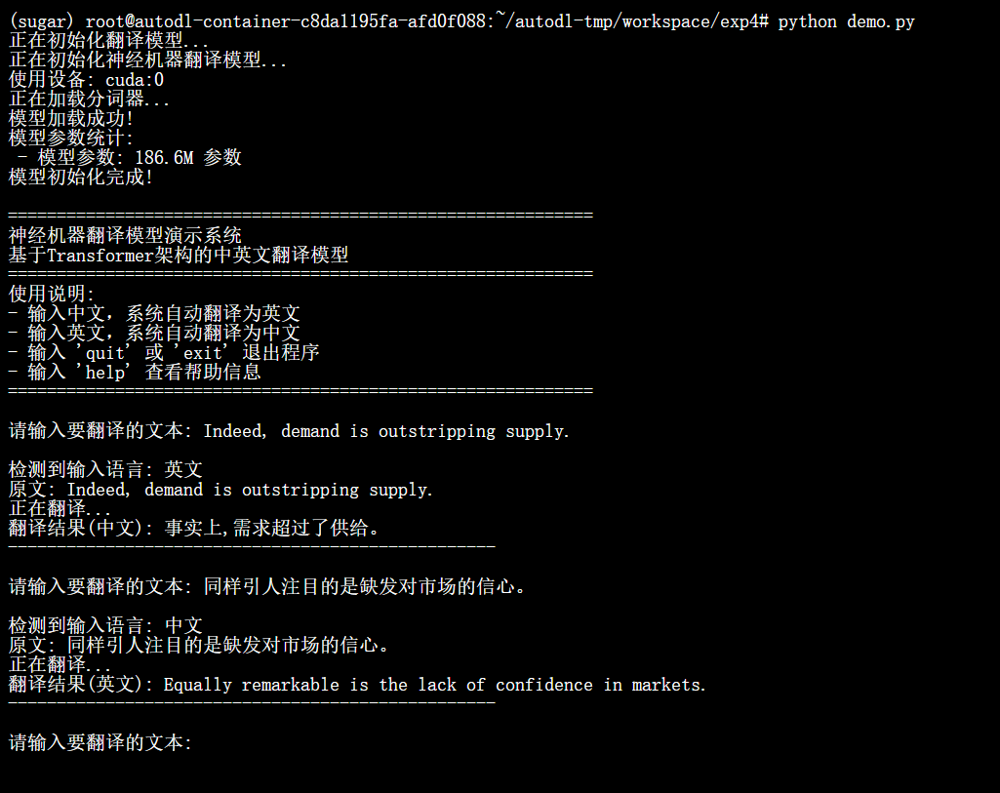 (sugar) root@autodl-container-c8da1195fa-afd0f088:~/autodl-tmp/workspace/exp4# python demo.py
正在初始化翻译模型...
正在初始化神经机器翻译模型...
使用设备: cuda:0
正在加载分词器...
模型加载成功!
模型参数统计:
 - 模型参数: 186.6M 参数
模型初始化完成!
============================================================
神经机器翻译模型演示系统
基于Transformer架构的中英文翻译模型
============================================================
使用说明:
- 输入中文，系统自动翻译为英文
- 输入英文，系统自动翻译为中文
- 输入 'quit' 或 'exit' 退出程序
- 输入 'help' 查看帮助信息
============================================================
请输入要翻译的文本: Indeed, demand is outstripping supply.
检测到输入语言: 英文
原文: Indeed, demand is outstripping supply.
正在翻译...
翻译结果(中文): 事实上,需求超过了供给。
--------------------------------------------------
请输入要翻译的文本: 同样引人注目的是缺发对市场的信心。
检测到输入语言: 中文
原文: 同样引人注目的是缺发对市场的信心。
正在翻译...
翻译结果(英文): Equally remarkable is the lack of confidence in markets.
--------------------------------------------------
请输入要翻译的文本: